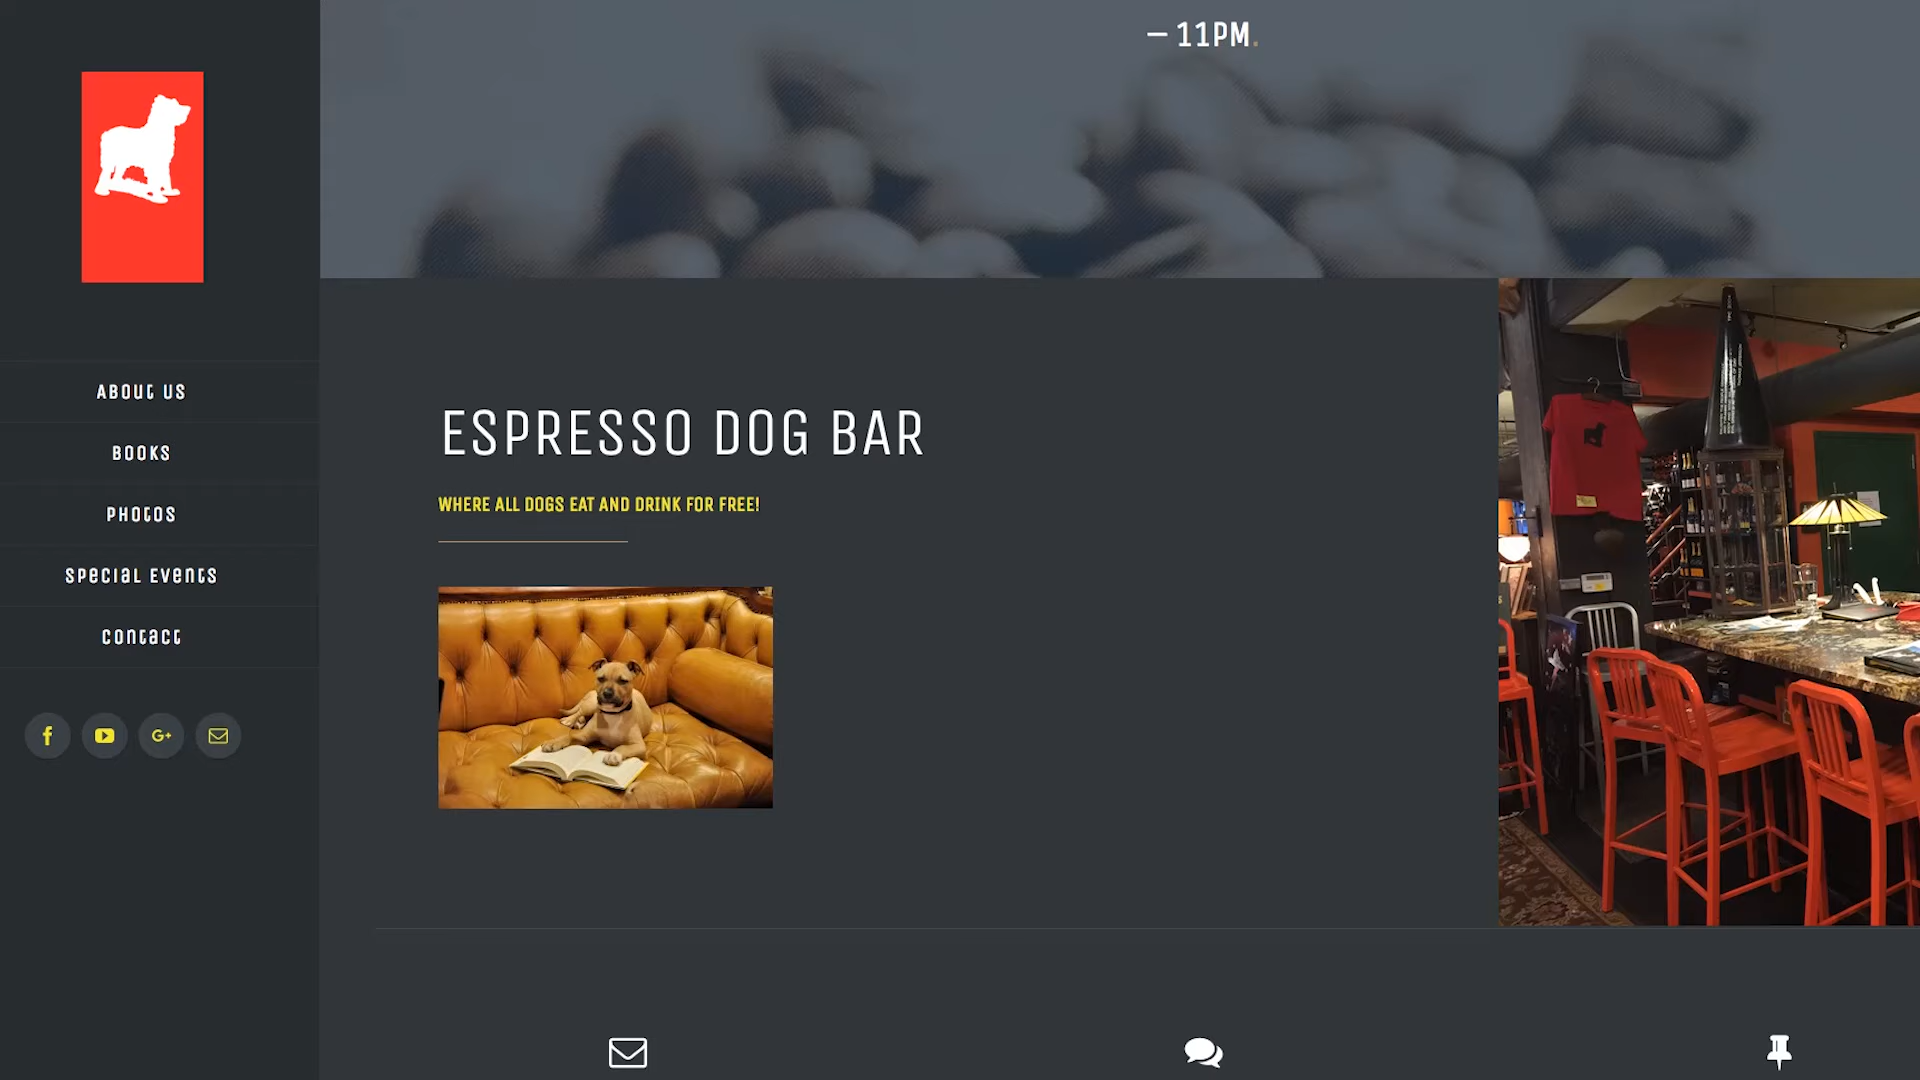 — 11PM.
ABOUT US
BOOKS
PHOTOS
SPECIAL EVENTS
CONTACT
ESPRESSO DOG BAR
WHERE ALL DOGS EAT AND DRINK FOR FREE!